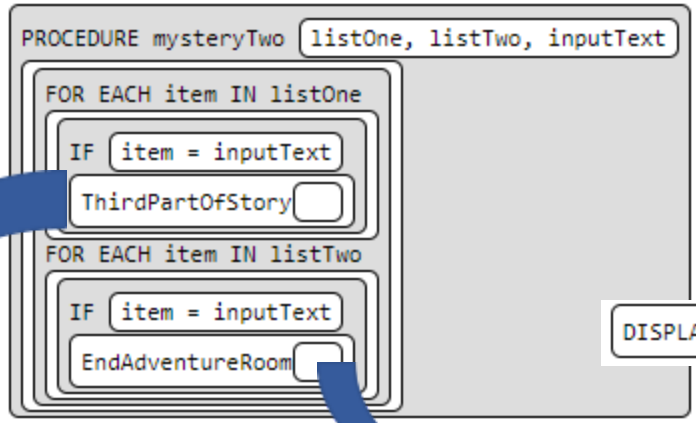 PROCEDURE mysteryTwo listOne, listTwo, inputText
FOR EACH item IN listOne
IF item = inputText
ThirdPartOfStory
FOR EACH item IN listTwo
IF item = inputText
DISPLA
EndAdventureRoom